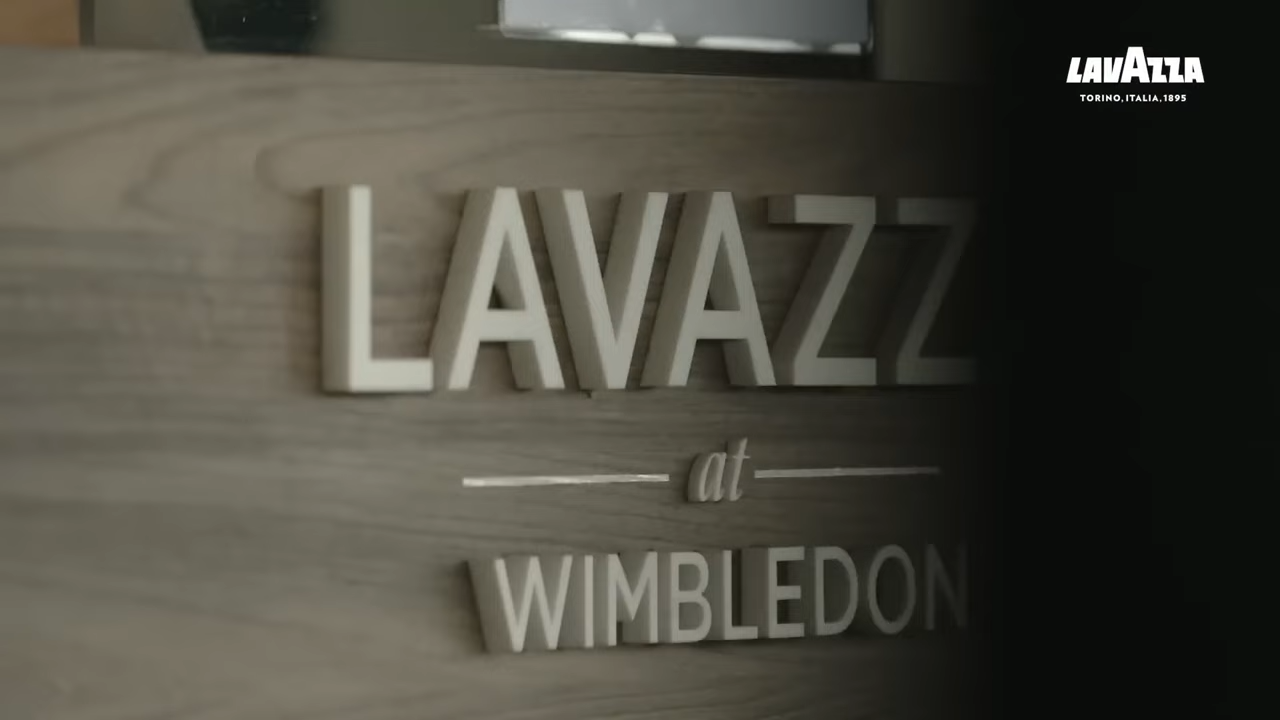 LAVAZZA
TORINO, ITALIA, 1895
LAVAZZ
at
WIMBLEDON